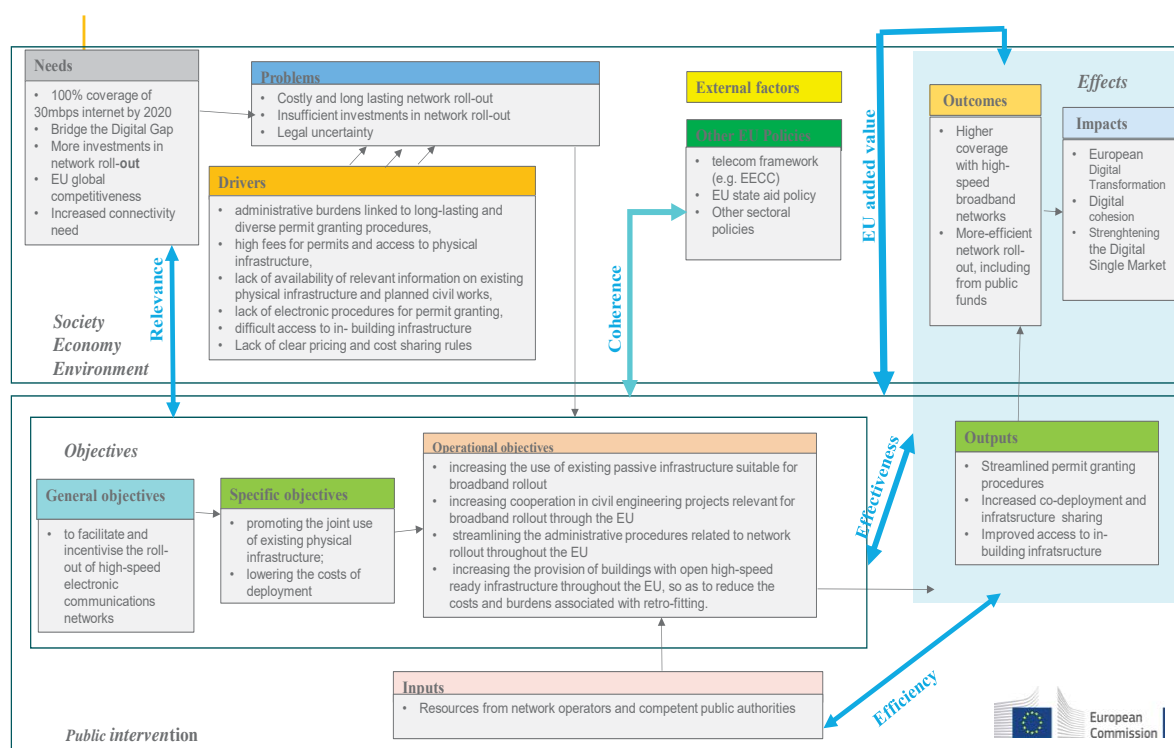 Needs
• 100% coverage of
30mbps internet by 2020
• Bridge the Digital Gap
• More investments in
network roll-out
• EU global
competitiveness
• Increased connectivity
need
Problems
• Costly and long lasting network roll-out
• Insufficient investments in network roll-out
• Legal uncertainty
Drivers
• administrative burdens linked to long-lasting and
diverse permit granting procedures,
• high fees for permits and access to physical
infrastructure,
• lack of availability of relevant information on existing
physical infrastructure and planned civil works,
• lack of electronic procedures for permit granting,
• difficult access to in- building infrastructure
• Lack of clear pricing and cost sharing rules
External factors
Other EU Policies
• telecom framework
(e.g. EECC)
• EU state aid policy
• Other sectoral
policies
EU added value
Effects
Outcomes
• Higher
coverage
with high-
speed
broadband
networks
• More-efficient
network roll-
out, including
from public
funds
Impacts
• European
Digital
Transformation
• Digital
cohesion
• Strenghtening
the Digital
Single Market
Relevance
Coherence
Society
Economy
Environment
Objectives
General objectives
• to facilitate and
incentivise the roll-
out of high-speed
electronic
communications
networks
Specific objectives
• promoting the joint use
of existing physical
infrastructure;
• lowering the costs of
deployment
Operational objectives
• increasing the use of existing passive infrastructure suitable for
broadband rollout
• increasing cooperation in civil engineering projects relevant for
broadband rollout through the EU
• streamlining the administrative procedures related to network
rollout throughout the EU
• increasing the provision of buildings with open high-speed
ready infrastructure throughout the EU, so as to reduce the
costs and burdens associated with retro-fitting.
Effectiveness
Outputs
• Streamlined permit granting
procedures
• Increased co-deployment and
infratsructure sharing
• Improved access to in-
building infratsructure
Inputs
• Resources from network operators and competent public authorities
Efficiency
Public intervention
European
Commission